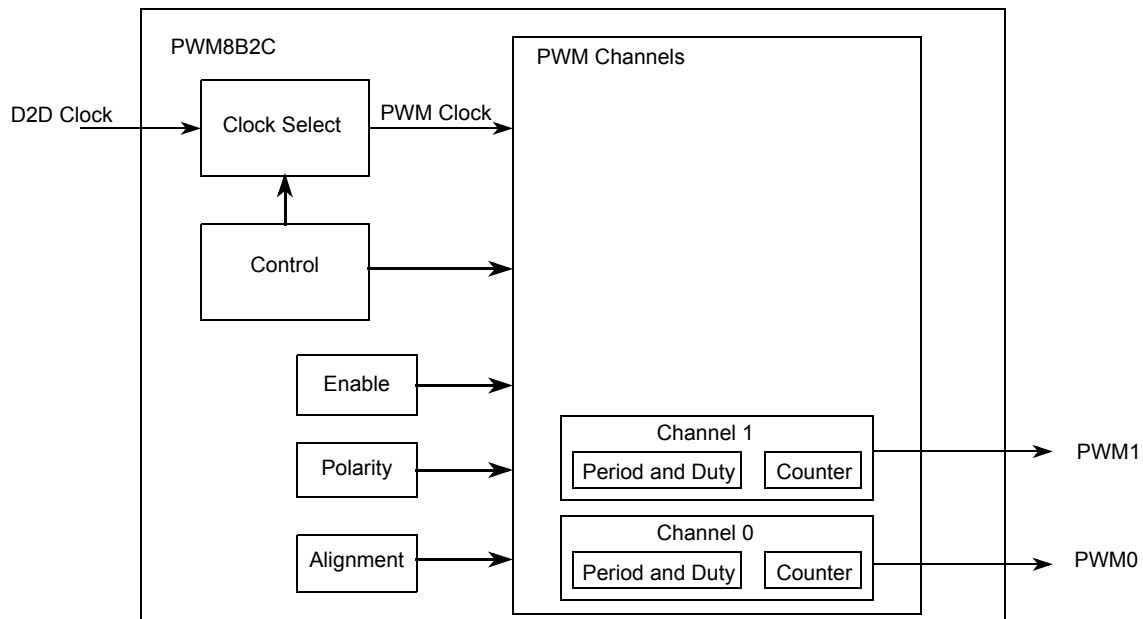 PWM8B2C
PWM Channels
D2D Clock
Clock Select
PWM Clock
Control
Enable
Polarity
Alignment
Channel 1
Period and Duty
Counter
PWM1
Channel 0
Period and Duty
Counter
PWM0